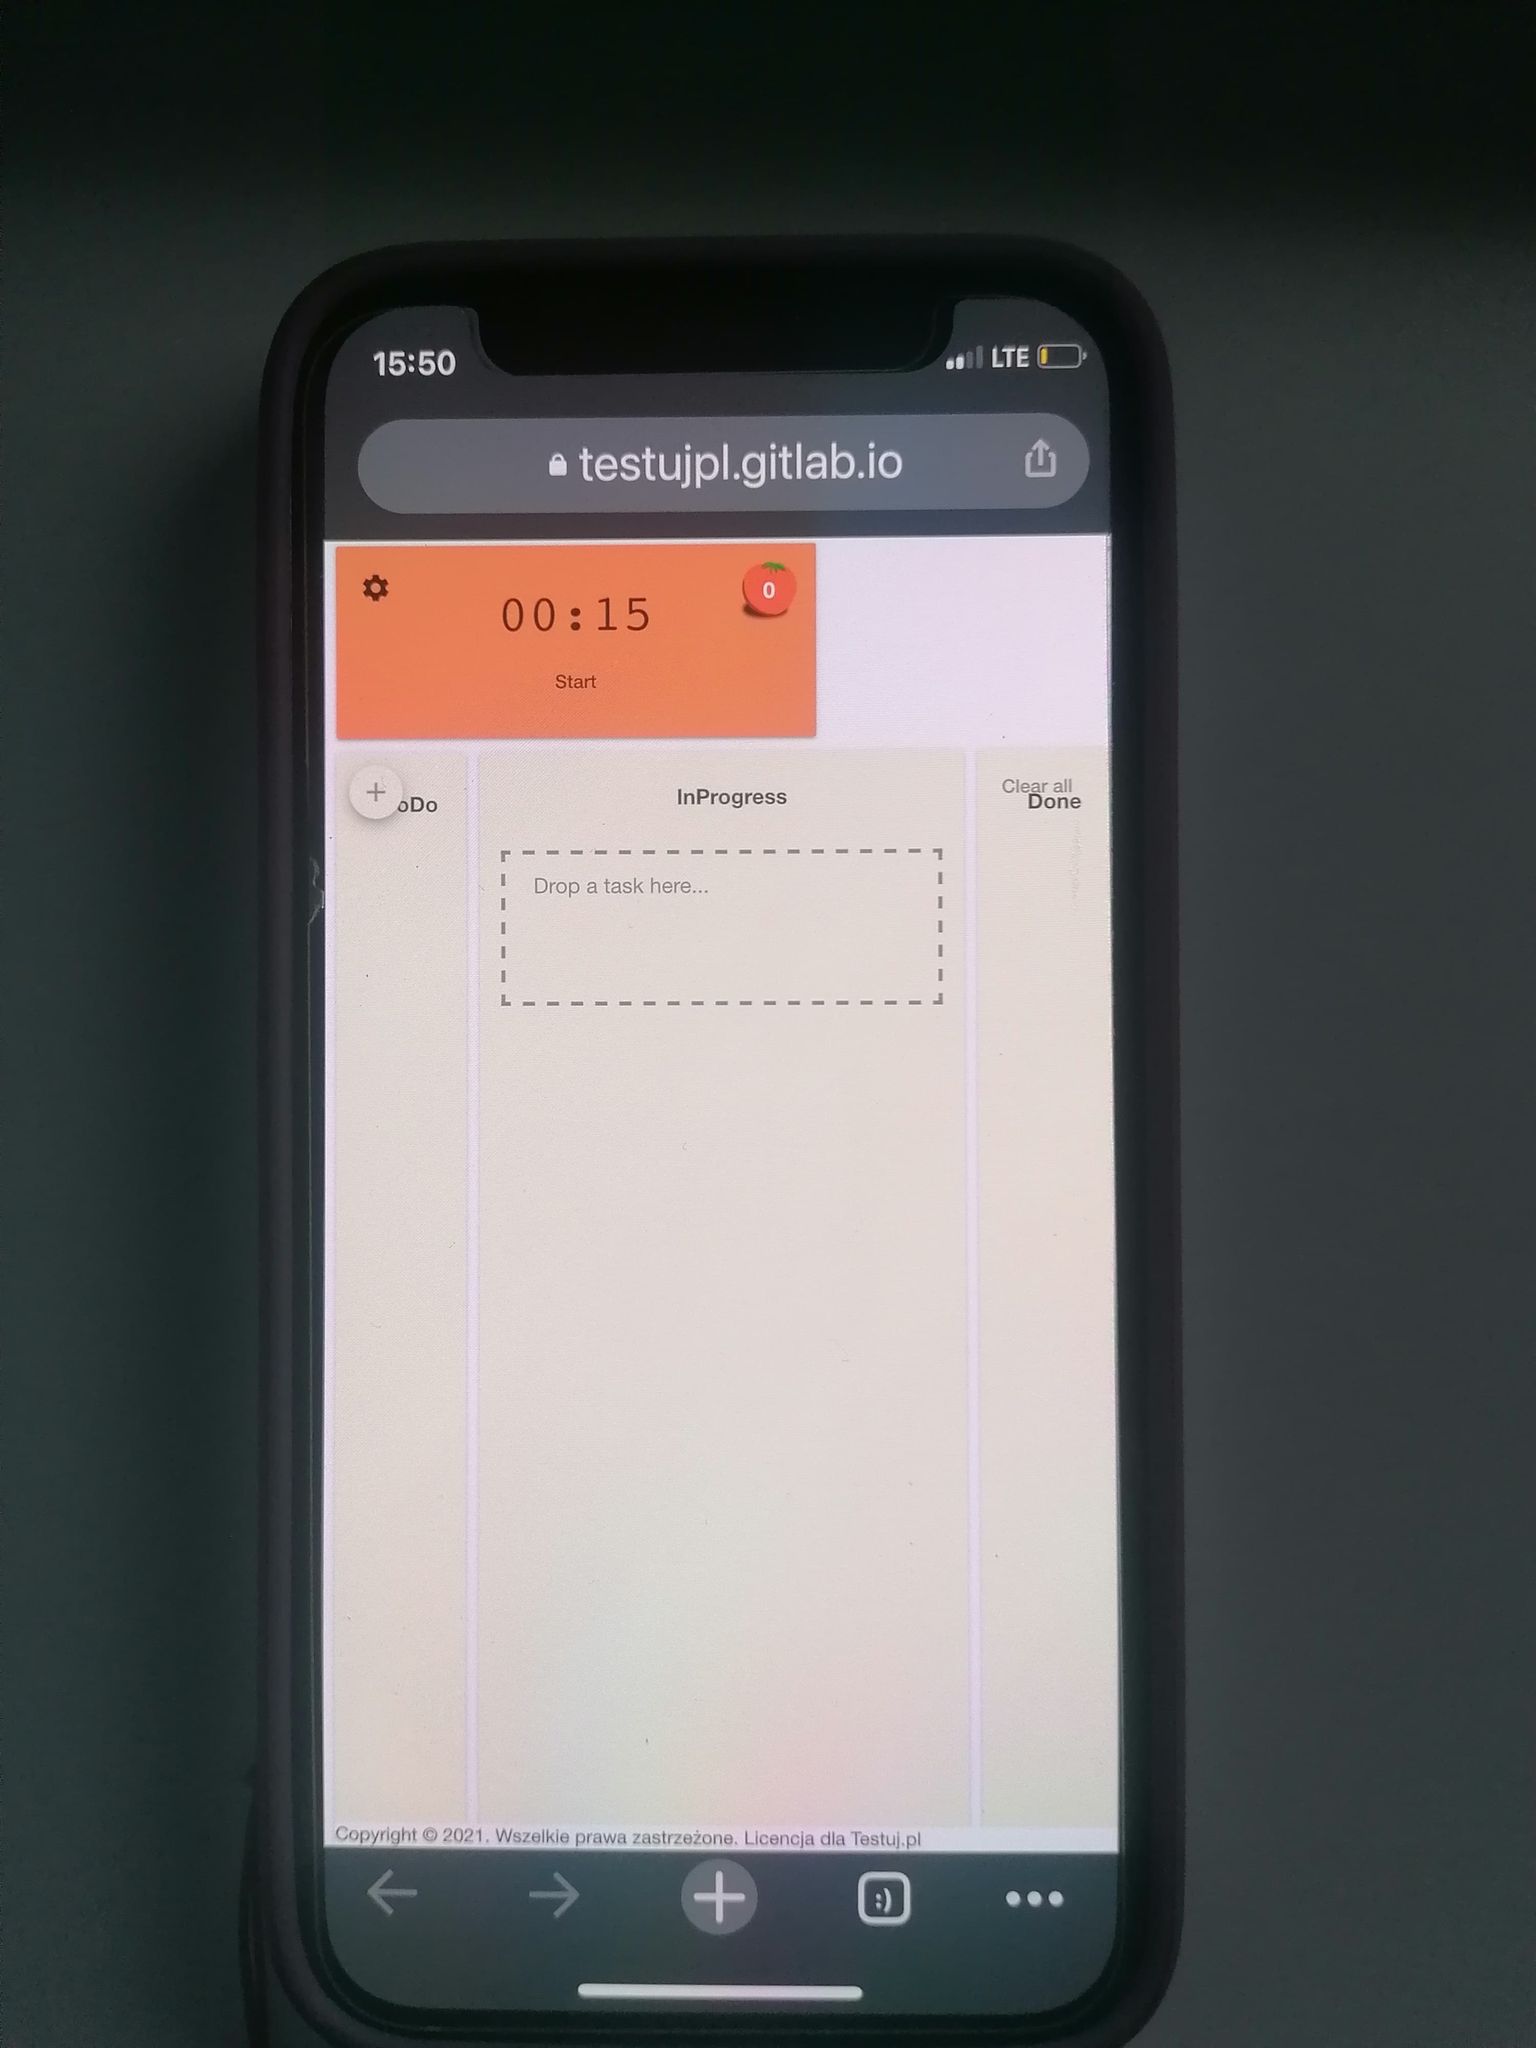 15:50
LTE
testujpl.gitlab.io
0
00:15
Start
oDo
InProgress
Clear all
Done
Drop a task here...
Copyright © 2021. Wszelkie prawa zastrzeżone. Licencja dla Testuj.pl
:)